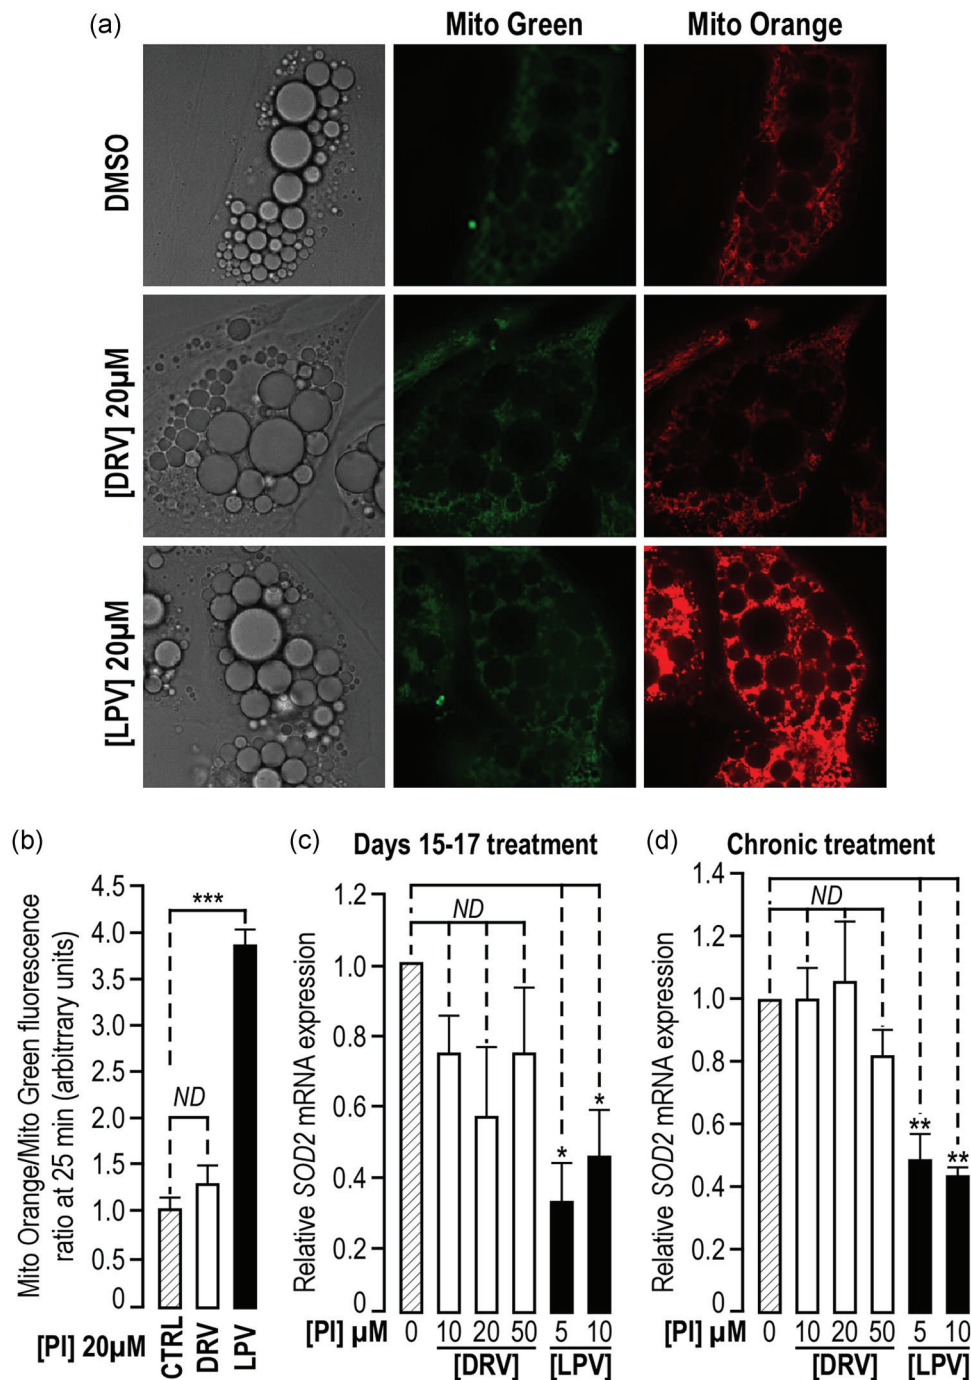 (a)
Mito Green
Mito Orange
DMSO
[DRV] 20µM
[LPV] 20µM
(b)
Mito Orange/Mito Green fluorescence
ratio at 25 min (arbitrrary units)
4.5
4.0
3.5
3.0
2.5
2.0
1.5
1.0
0.5
0
***
ND
[PI] 20µM
CTRL
DRV
LPV
(c)
Days 15-17 treatment
Relative SOD2 mRNA expression
1.2
1.0
0.8
0.6
0.4
0.2
0
ND
*
*
[PI] µM
0
10
20
50
5
10
[DRV]
[LPV]
(d)
Chronic treatment
Relative SOD2 mRNA expression
1.4
1.2
1.0
0.8
0.6
0.4
0.2
0
ND
**
**
0
10
20
50
5
10
[DRV]
[LPV]